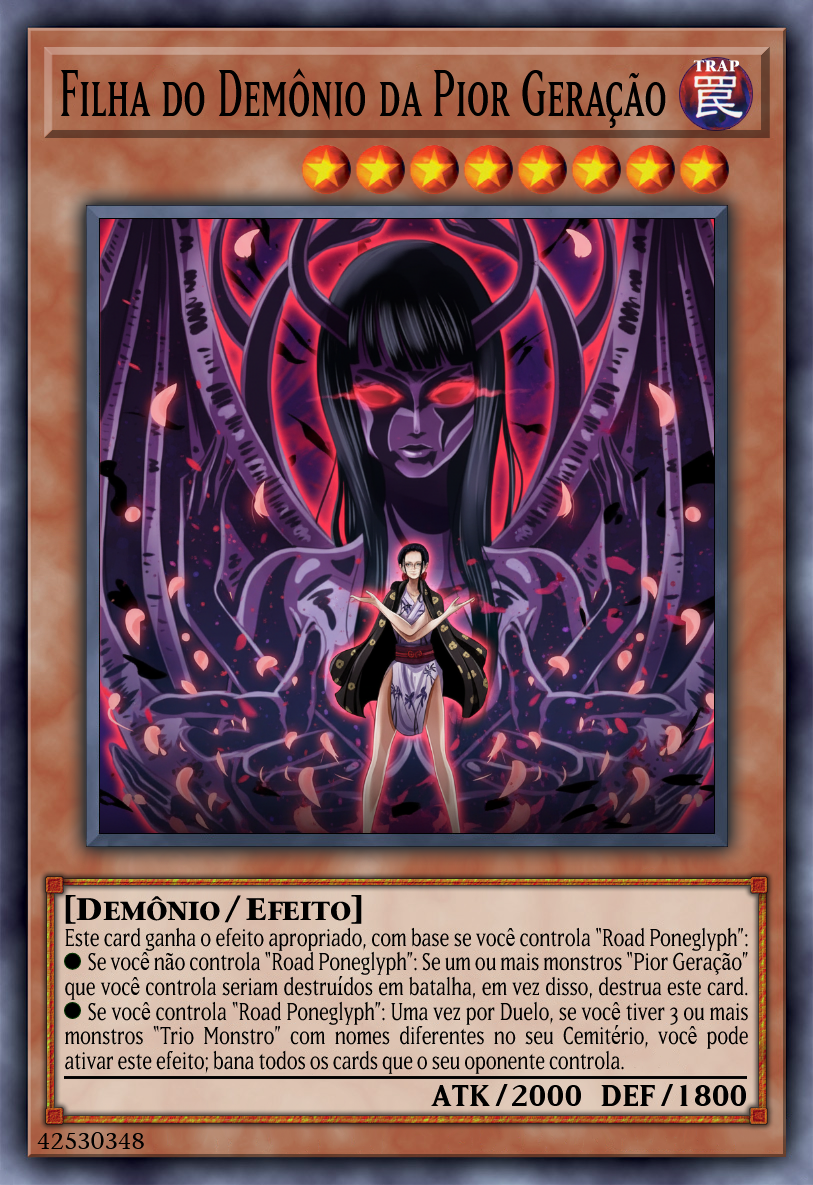 Filha do Demônio da Pior Geração
TRAP
罠
[Demônio / Efeito]
Este card ganha o efeito apropriado, com base se você controla "Road Poneglyph":
● Se você não controla "Road Poneglyph": Se um ou mais monstros "Pior Geração"
que você controla seriam destruídos em batalha, em vez disso, destrua este card.
● Se você controla "Road Poneglyph": Uma vez por Duelo, se você tiver 3 ou mais
monstros "Trio Monstro" com nomes diferentes no seu Cemitério, você pode
ativar este efeito; bana todos os cards que o seu oponente controla.
ATK / 2000 DEF / 1800
42530348